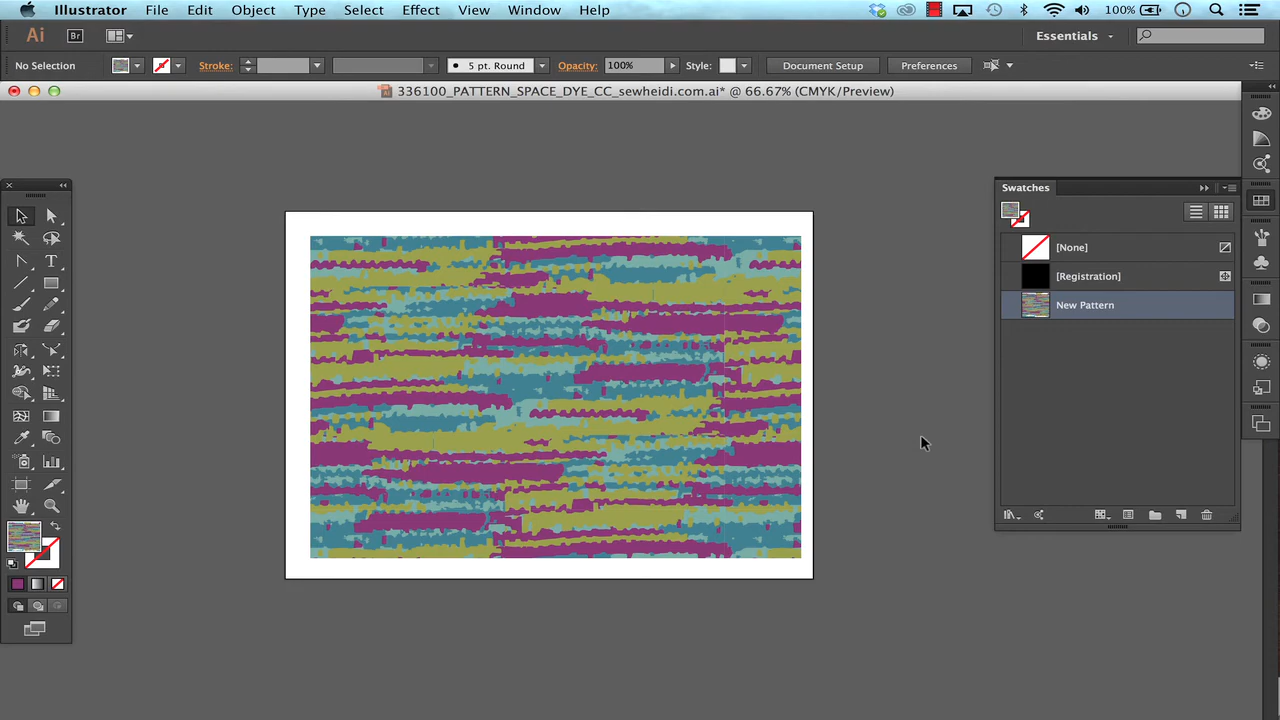 Illustrator File Edit Object Type Select Effect View Window Help 100%
Ai Br Essentials
No Selection Stroke: 5 pt. Round Opacity: 100% Style: Document Setup Preferences
336100_PATTERN_SPACE_DYE_CC_sewheidi.com.ai* @ 66.67% (CMYK/Preview)
Swatches
[None]
[Registration]
New Pattern